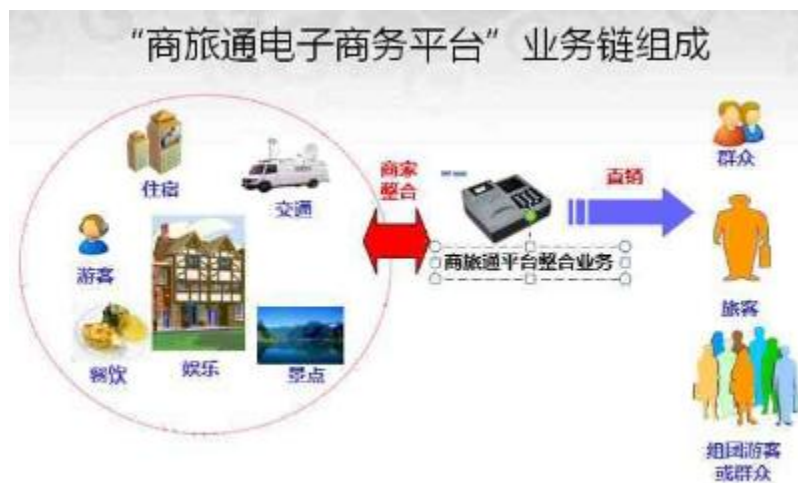 “商旅通电子商务平台”业务链组成
住宿
交通
游客
餐饮
娱乐
景点
商家
整合
商旅通平台整合业务
直销
群众
旅客
组团游客
或群众